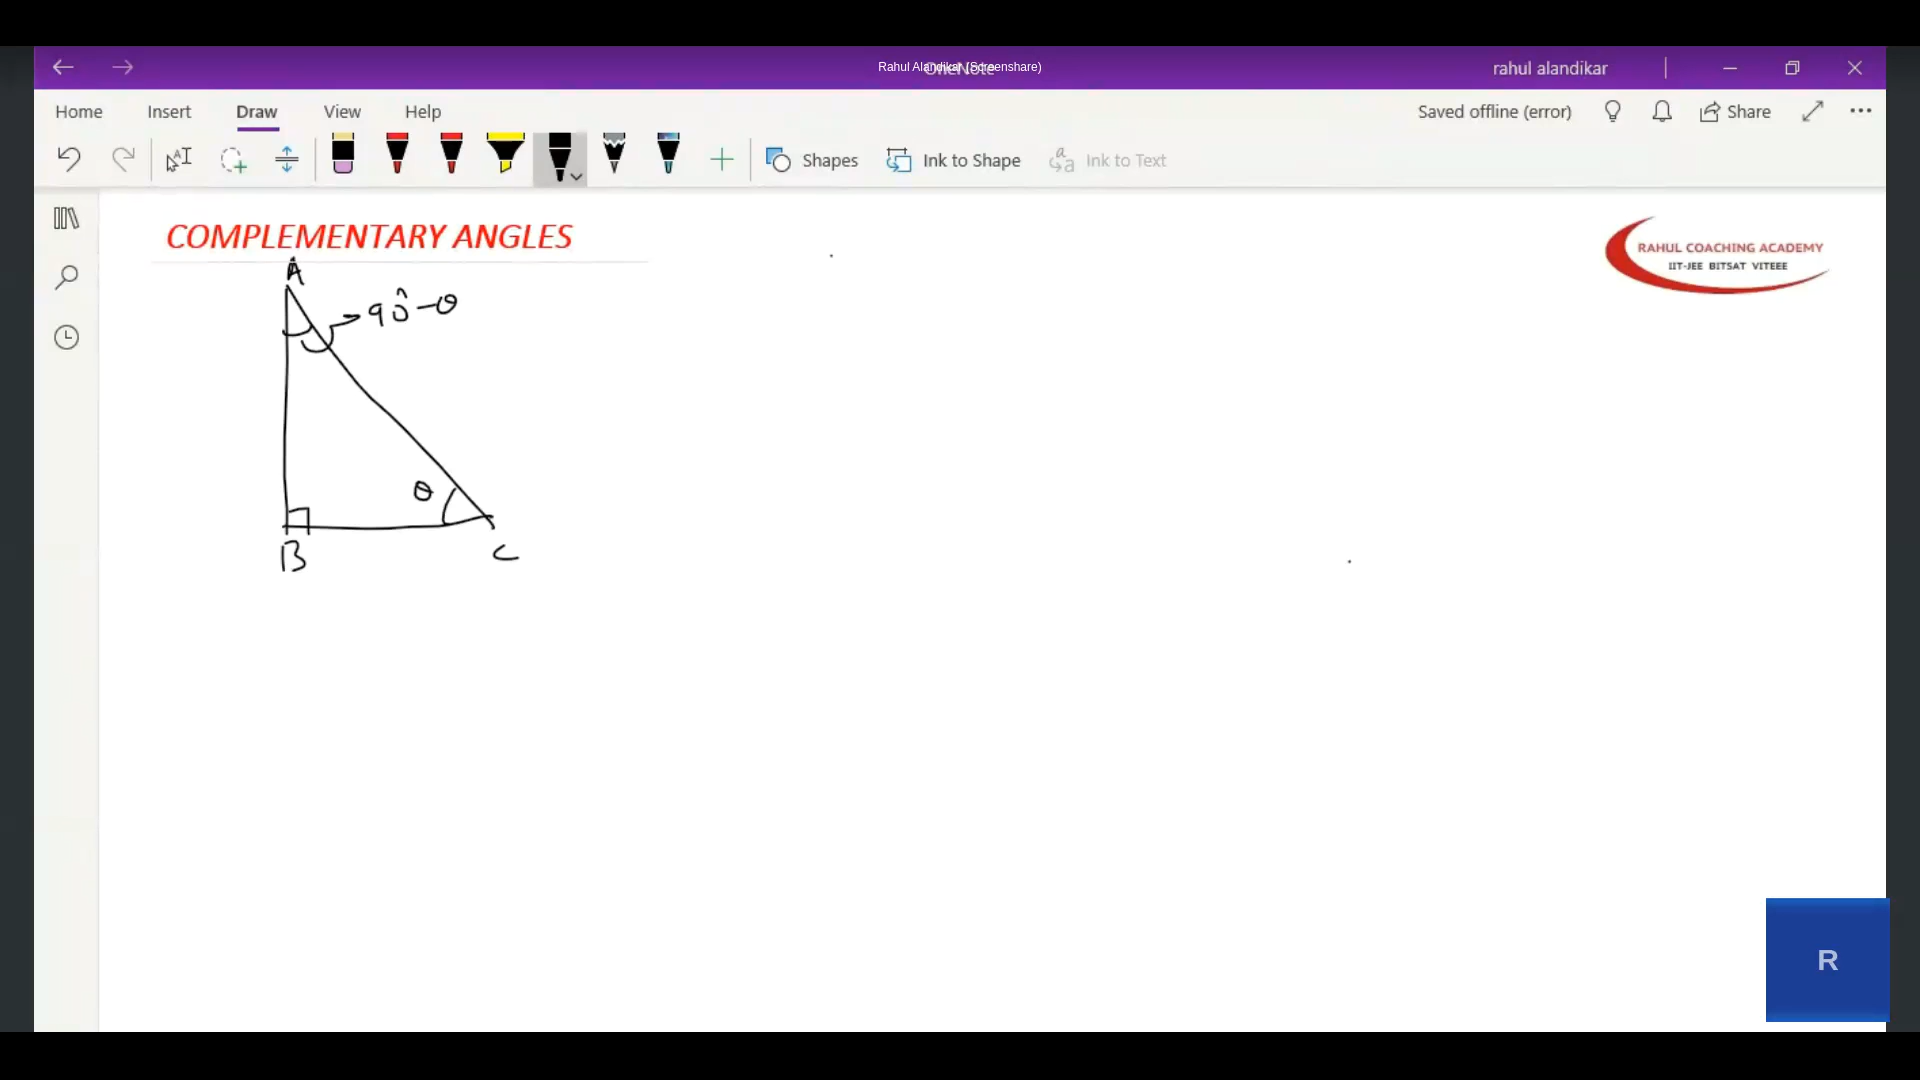 Rahul Alandikar (Screenshare)
OneNote
rahul alandikar
Home Insert Draw View Help
Saved offline (error) Share
Shapes Ink to Shape Ink to Text
COMPLEMENTARY ANGLES
RAHUL COACHING ACADEMY
IIT-JEE BITSAT VITEEE
A
90°-θ
θ
B C
R